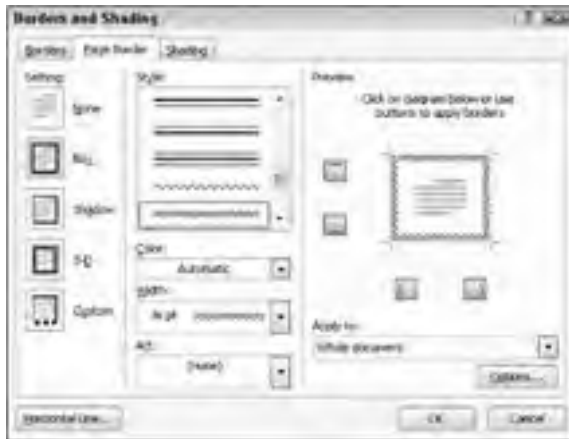 Borders and Shading
Borders
Page Border
Shading
Setting:
None
Box
Shadow
3-D
Custom
Style:
Color:
Automatic
Width:
pt
Art:
(none)
Preview
Click on diagram below or use
buttons to apply borders
Apply to:
Whole document
Options...
Horizontal Line...
OK
Cancel